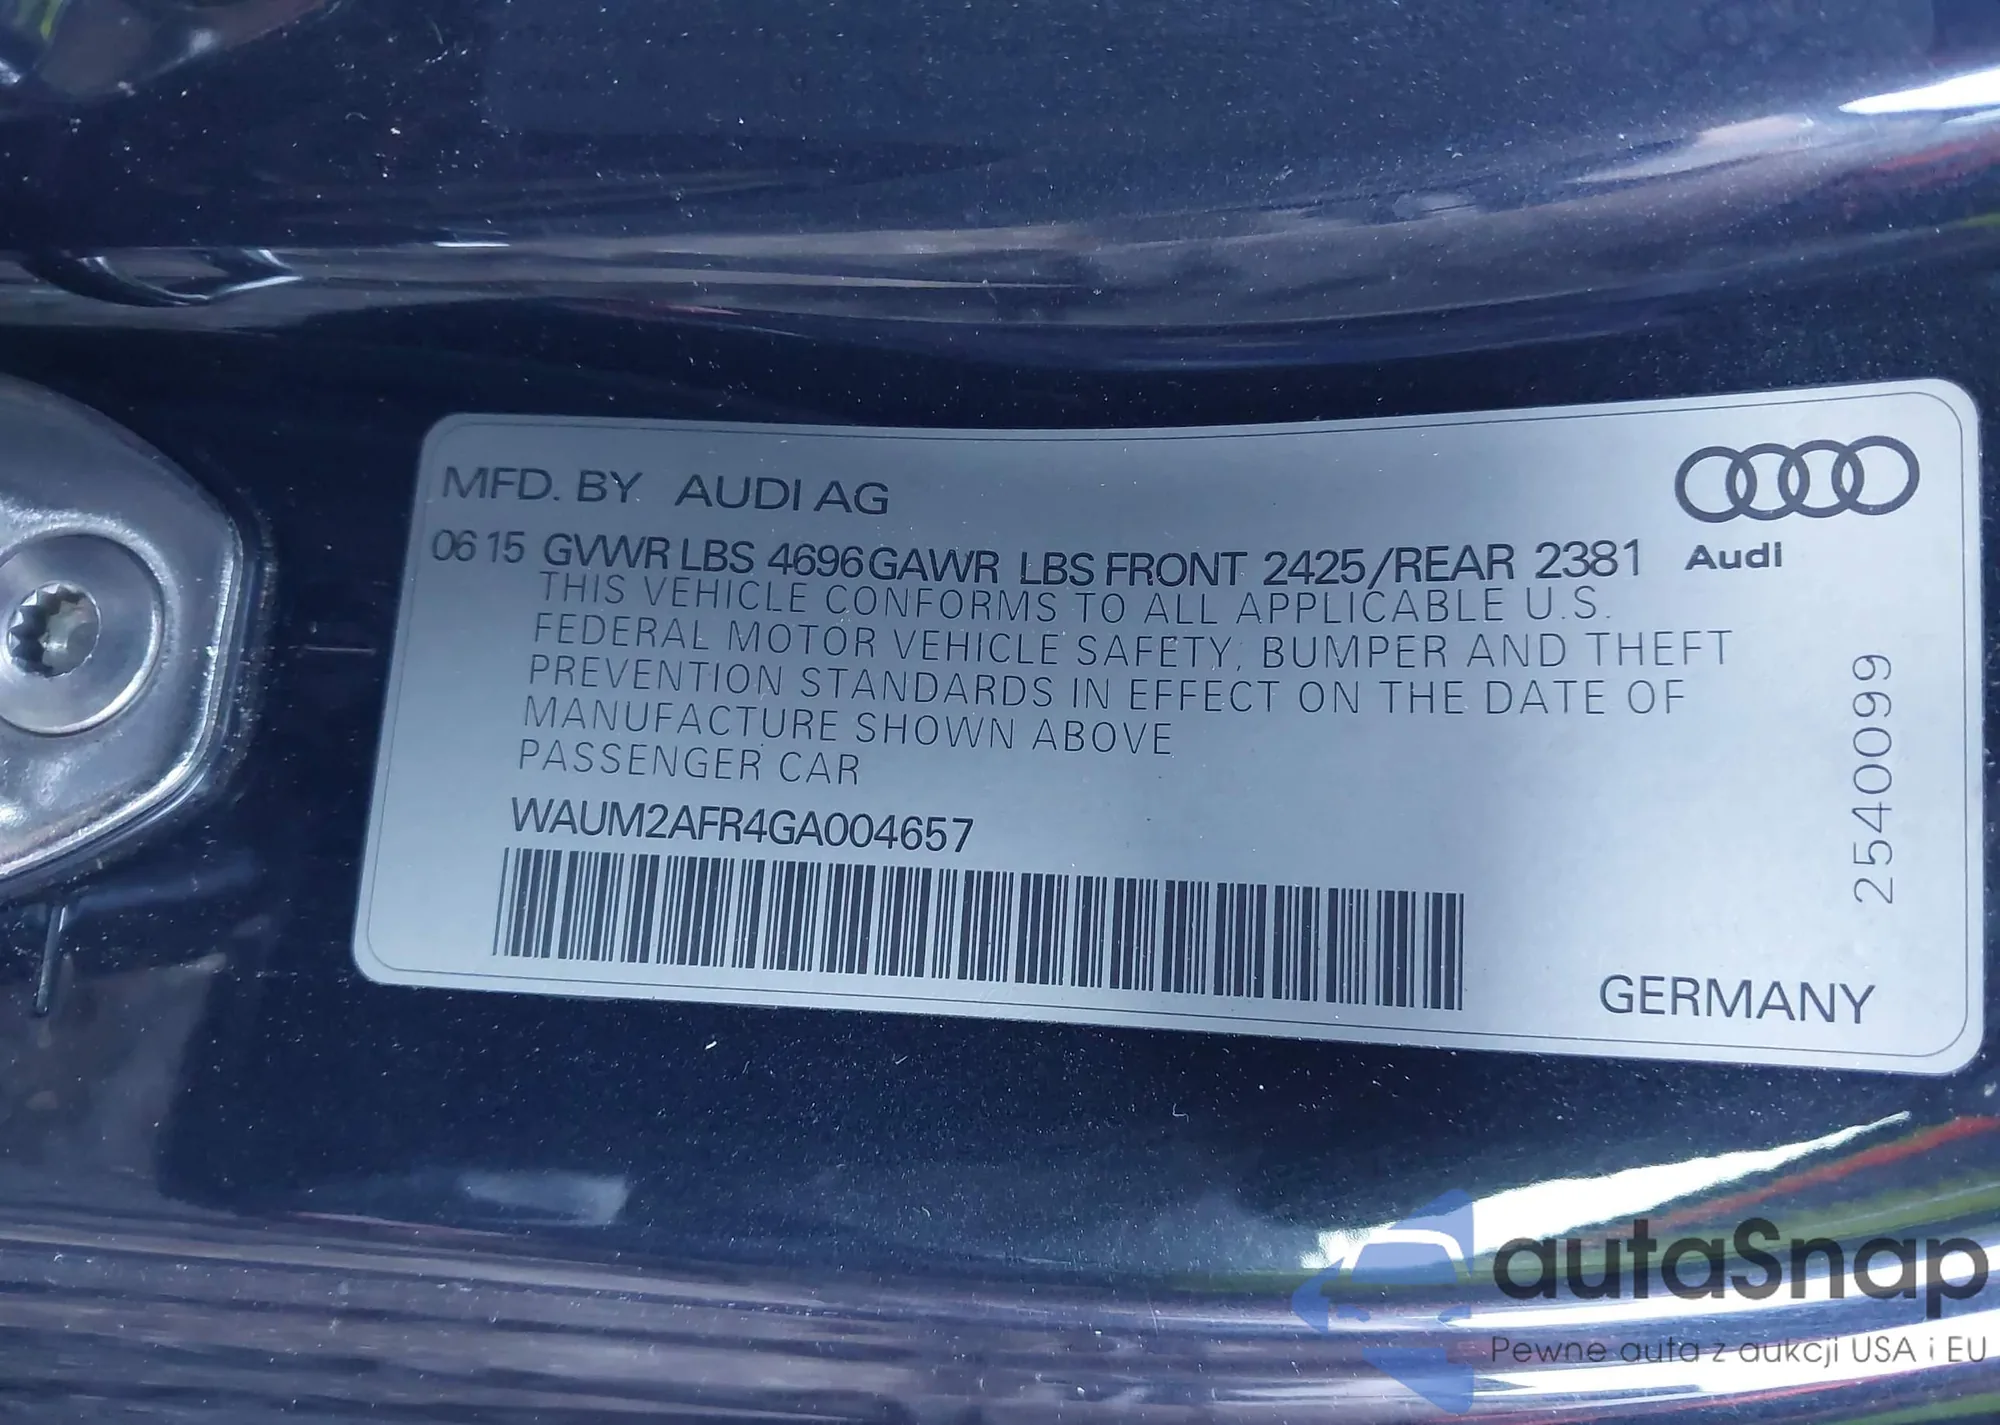 MFD. BY AUDI AG
06 15 GVWR LBS 4696 GAWR LBS FRONT 2425/REAR 2381
Audi
THIS VEHICLE CONFORMS TO ALL APPLICABLE U.S.
FEDERAL MOTOR VEHICLE SAFETY, BUMPER AND THEFT
PREVENTION STANDARDS IN EFFECT ON THE DATE OF
MANUFACTURE SHOWN ABOVE
PASSENGER CAR
WAUM2AFR4GA004657
2540099
GERMANY
autaSnap
Pewne auta z aukcji USA i EU